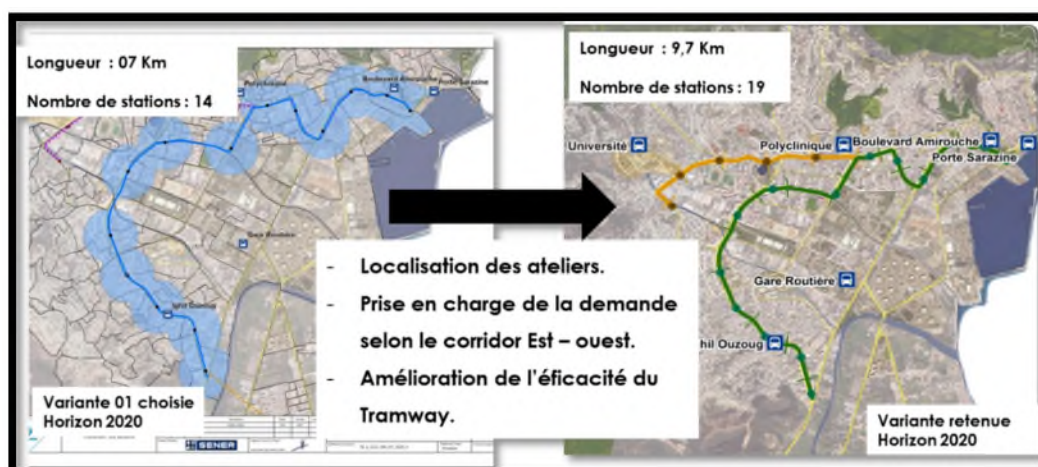 Longueur : 07 Km
Nombre de stations : 14
Polyclinique
Boulevard Amirouche
Porte Sarazine
Gare Routière
Variante 01 choisie
Horizon 2020
SENER
- Localisation des ateliers.
- Prise en charge de la demande
selon le corridor Est – ouest.
- Amélioration de l'éficacité du
Tramway.
Longueur : 9,7 Km
Nombre de stations : 19
Université
Polyclinique
Boulevard Amirouche
Porte Sarazine
Gare Routière
hil Ouzoug
Variante retenue
Horizon 2020